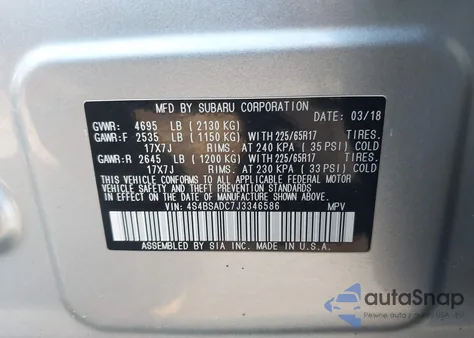 MFD. BY SUBARU CORPORATION DATE: 03/18
GVWR: 4695 LB ( 2130 KG)
GAWR:F 2535 LB ( 1150 KG) WITH 225/65R17 TIRES.
17X7J RIMS. AT 240 KPA ( 35 PSI) COLD
GAWR:R 2645 LB ( 1200 KG) WITH 225/65R17 TIRES.
17X7J RIMS. AT 230 KPA ( 33 PSI) COLD
THIS VEHICLE CONFORMS TO ALL APPLICABLE FEDERAL MOTOR
VEHICLE SAFETY AND THEFT PREVENTION STANDARDS
IN EFFECT ON THE DATE OF MANUFACTURE SHOWN ABOVE.
VIN: 4S4BSADC7J3346586 MPV
ASSEMBLED BY SIA INC. MADE IN U.S.A.
autoSnap